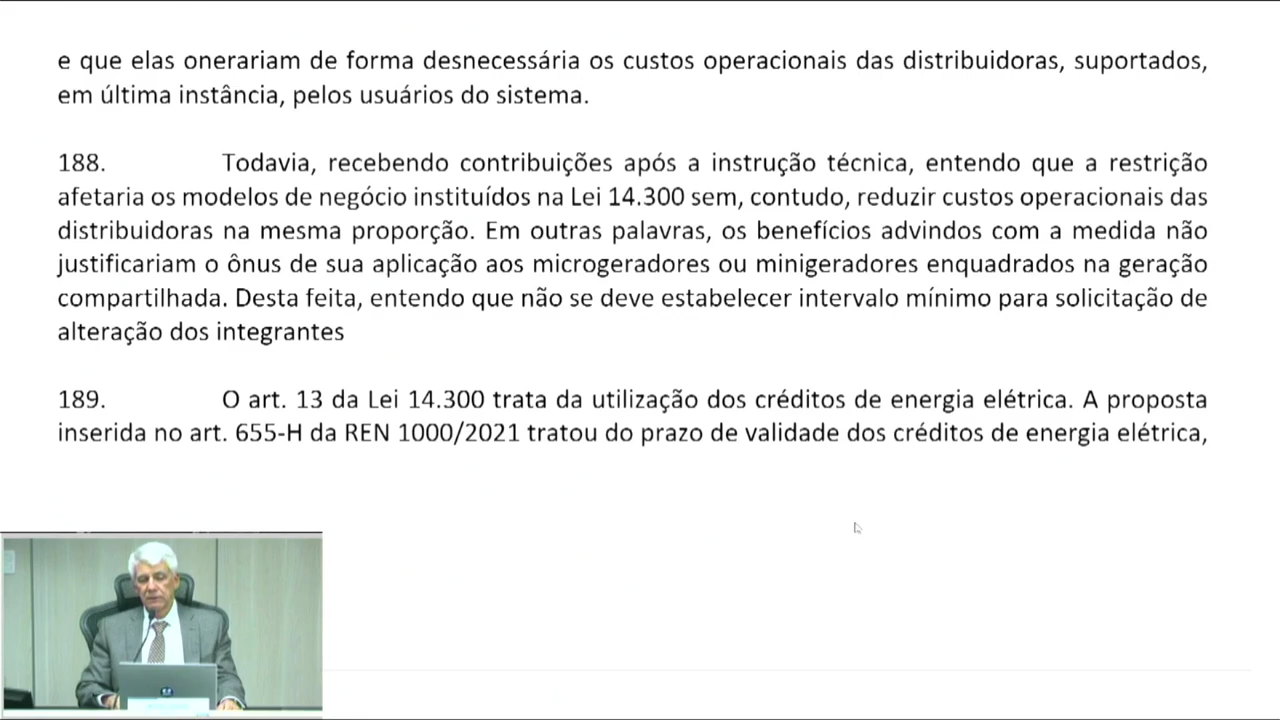 e que elas onerariam de forma desnecessária os custos operacionais das distribuidoras, suportados,
em última instância, pelos usuários do sistema.
188. Todavia, recebendo contribuições após a instrução técnica, entendo que a restrição
afetaria os modelos de negócio instituídos na Lei 14.300 sem, contudo, reduzir custos operacionais das
distribuidoras na mesma proporção. Em outras palavras, os benefícios advindos com a medida não
justificariam o ônus de sua aplicação aos microgeradores ou minigeradores enquadrados na geração
compartilhada. Desta feita, entendo que não se deve estabelecer intervalo mínimo para solicitação de
alteração dos integrantes
189. O art. 13 da Lei 14.300 trata da utilização dos créditos de energia elétrica. A proposta
inserida no art. 655-H da REN 1000/2021 tratou do prazo de validade dos créditos de energia elétrica,